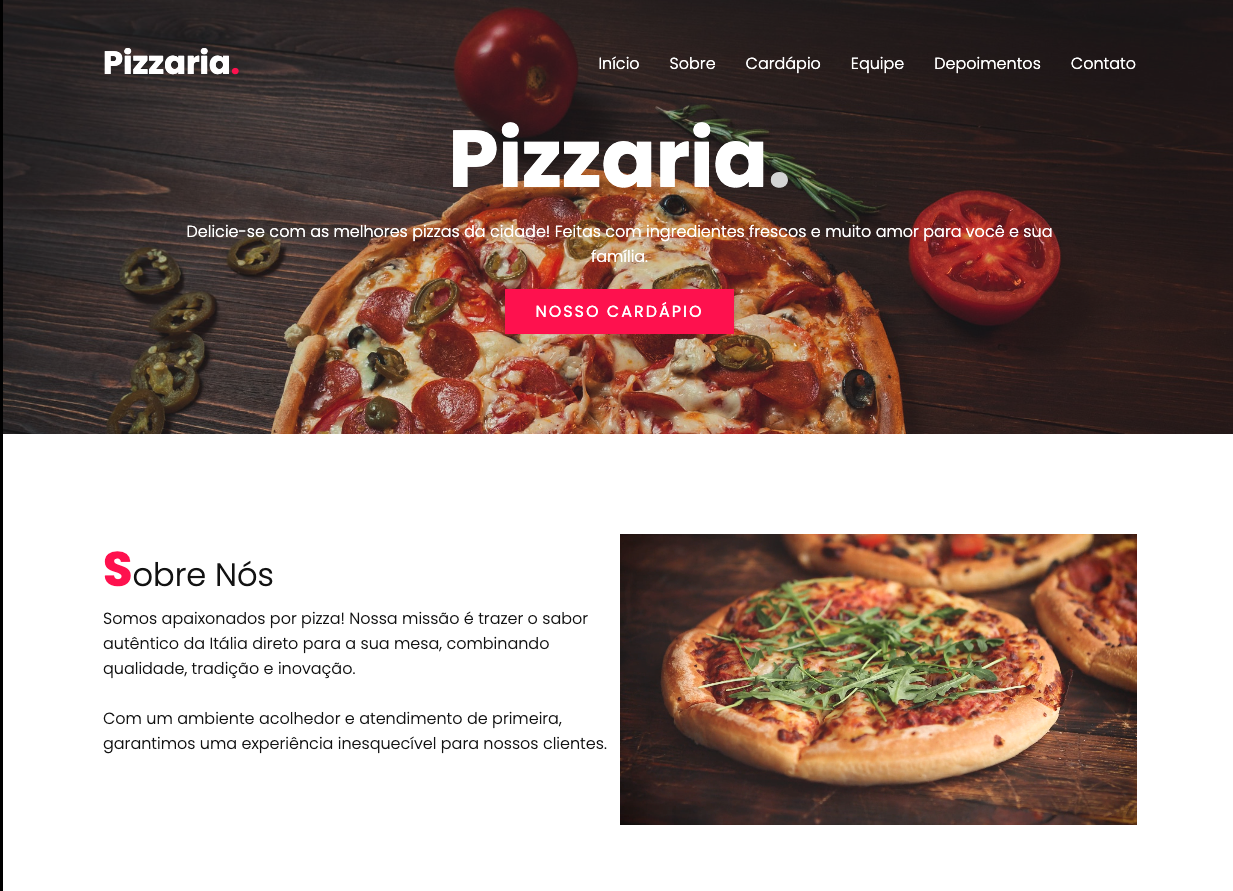 Pizzaria.
Início Sobre Cardápio Equipe Depoimentos Contato
Pizzaria.
Delicie-se com as melhores pizzas da cidade! Feitas com ingredientes frescos e muito amor para você e sua
família.
NOSSO CARDÁPIO
Sobre Nós
Somos apaixonados por pizza! Nossa missão é trazer o sabor
autêntico da Itália direto para a sua mesa, combinando
qualidade, tradição e inovação.
Com um ambiente acolhedor e atendimento de primeira,
garantimos uma experiência inesquecível para nossos clientes.